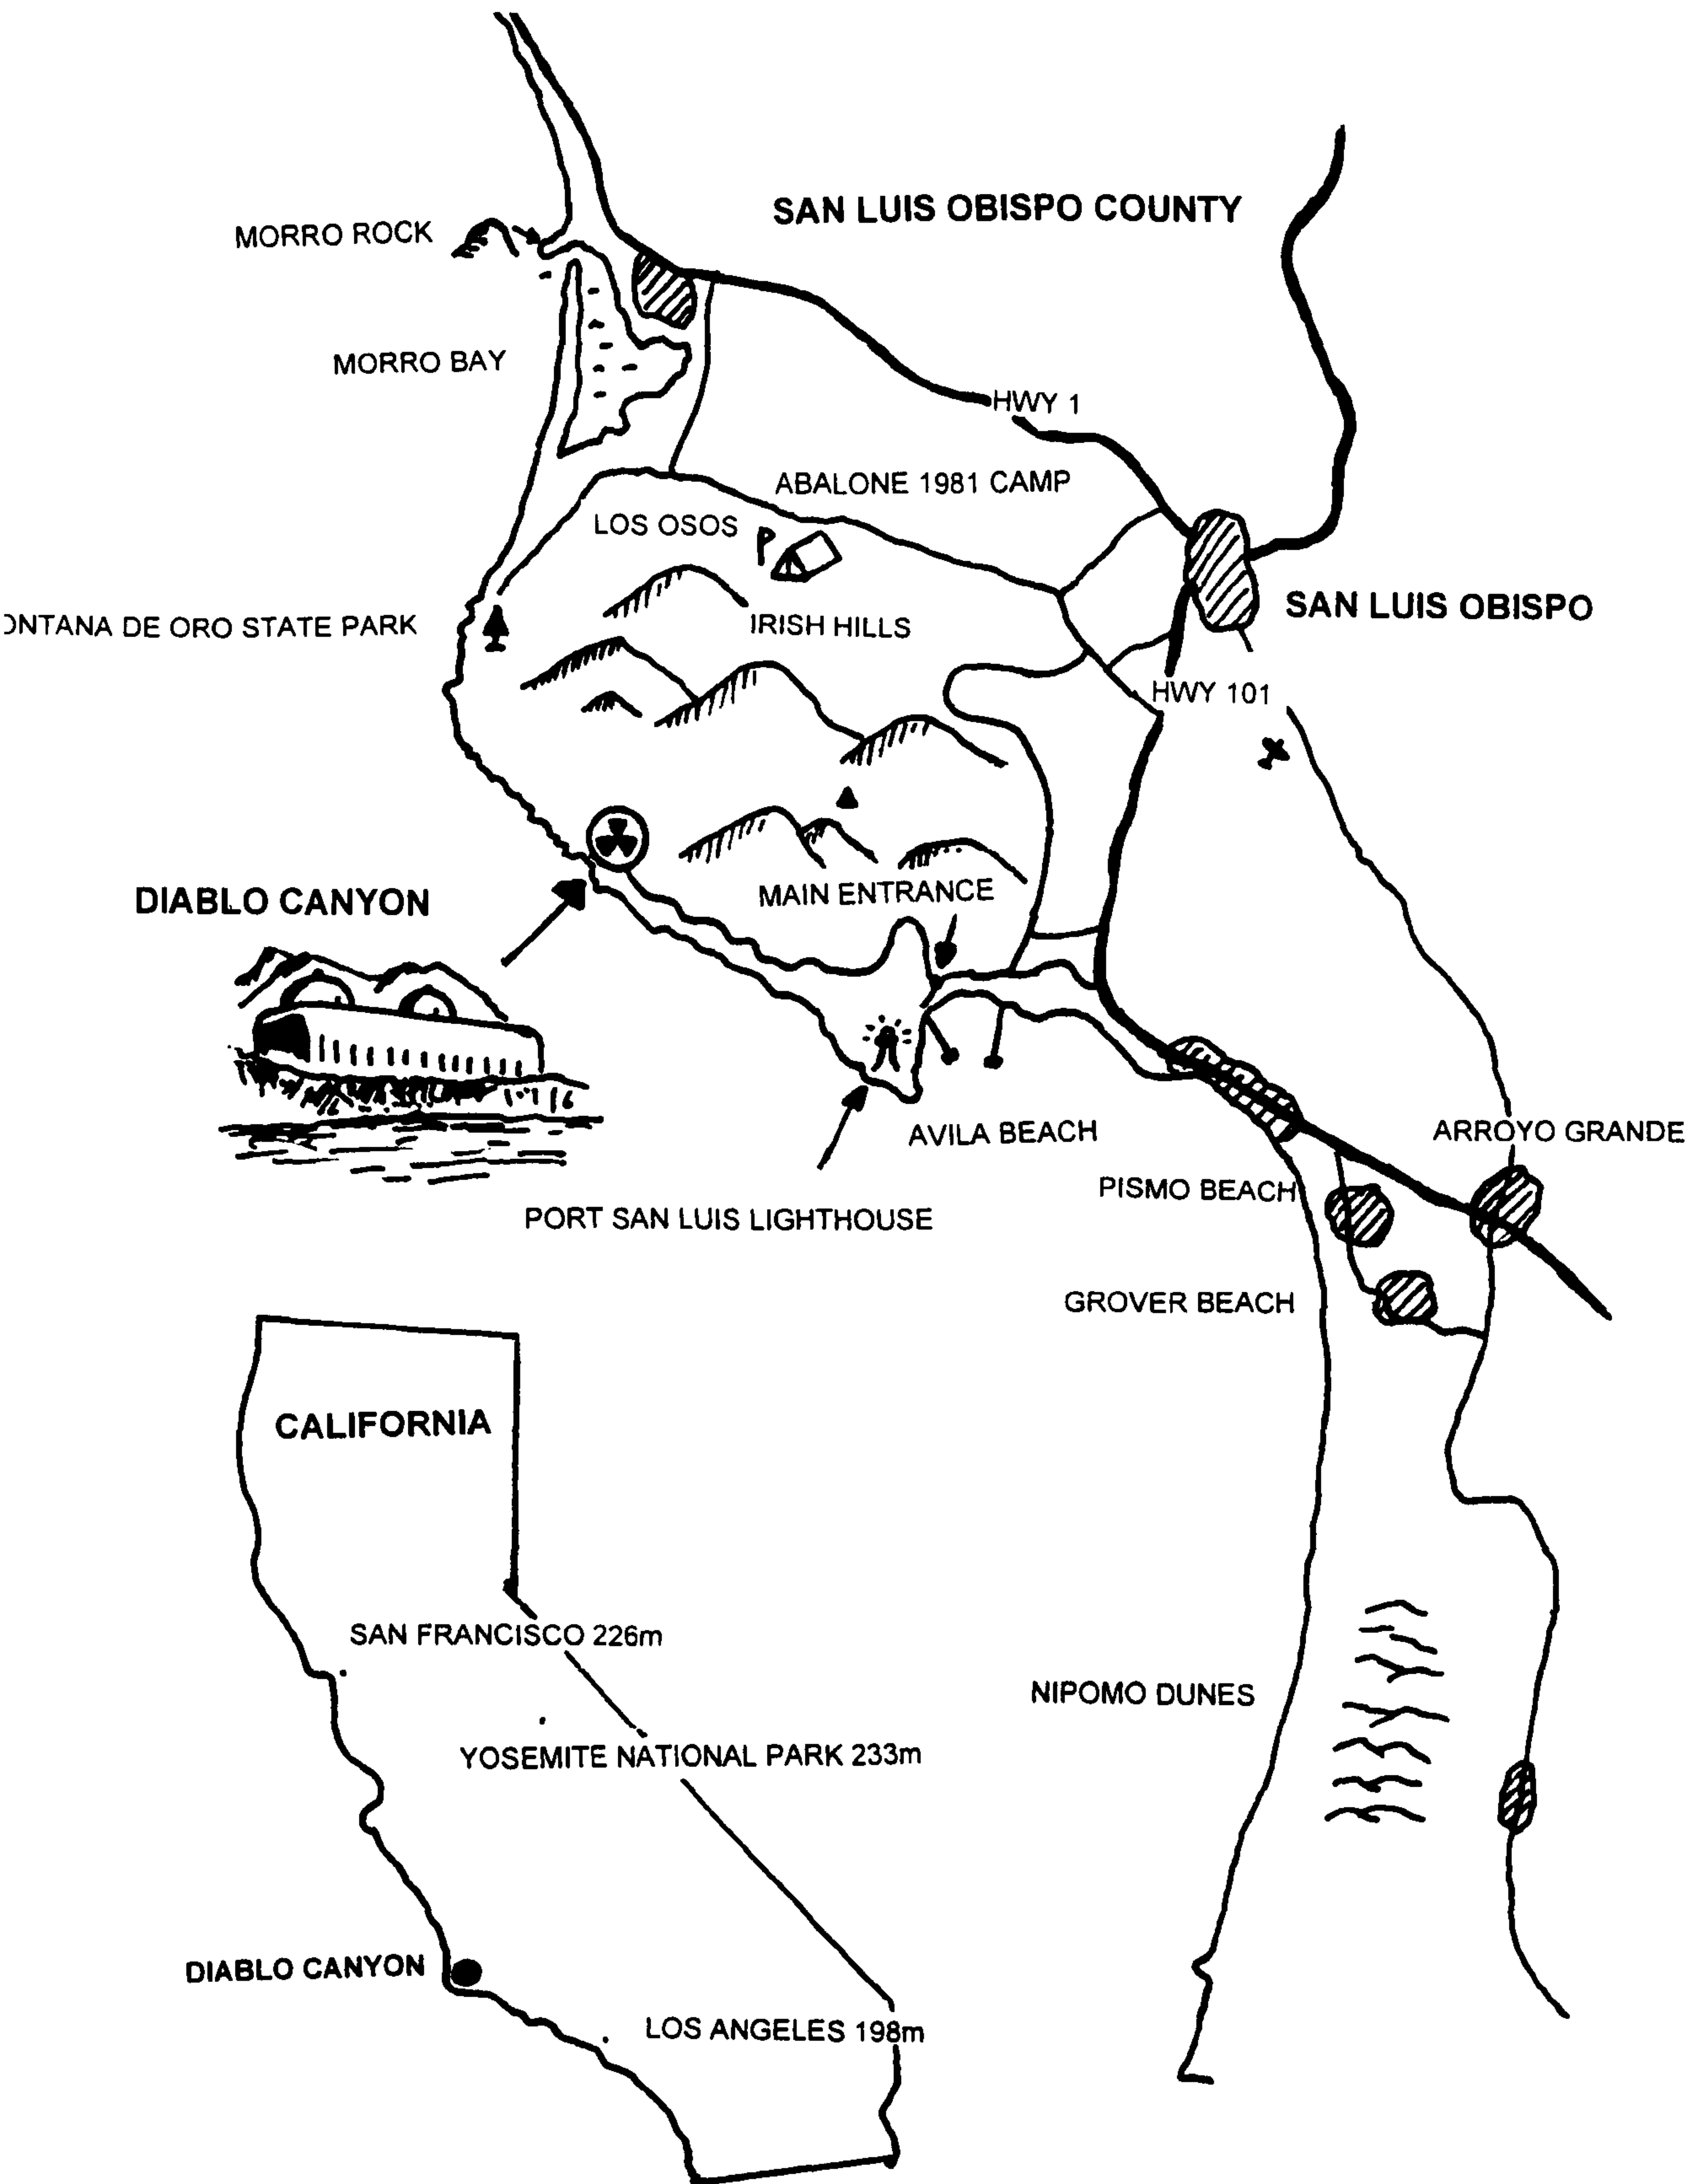 SAN LUIS OBISPO COUNTY
MORRO ROCK
MORRO BAY
HWY 1
ABALONE 1981 CAMP
LOS OSOS
P
SAN LUIS OBISPO
ONTANA DE ORO STATE PARK
IRISH HILLS
HWY 101
DIABLO CANYON
MAIN ENTRANCE
AVILA BEACH
ARROYO GRANDE
PISMO BEACH
PORT SAN LUIS LIGHTHOUSE
GROVER BEACH
CALIFORNIA
SAN FRANCISCO 226m
NIPOMO DUNES
YOSEMITE NATIONAL PARK 233m
DIABLO CANYON
LOS ANGELES 198m